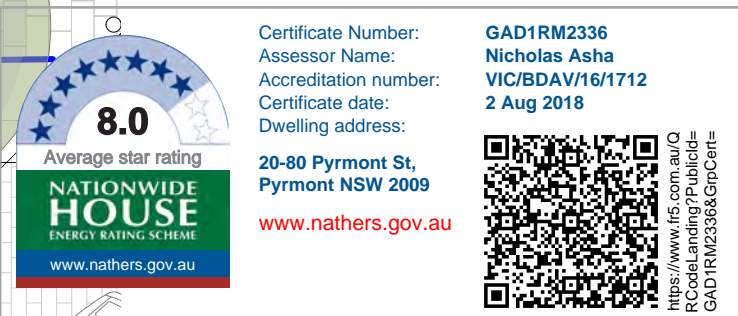 8.0
Average star rating
NATIONWIDE
HOUSE
ENERGY RATING SCHEME
www.nathers.gov.au
Certificate Number: GAD1RM2336
Assessor Name: Nicholas Asha
Accreditation number: VIC/BDAV/16/1712
Certificate date: 2 Aug 2018
Dwelling address:
20-80 Pyrmont St,
Pyrmont NSW 2009
www.nathers.gov.au
https://www.fr5.com.au/Q
RCodeLanding?PublicId=
GAD1RM2336&GrpCert=